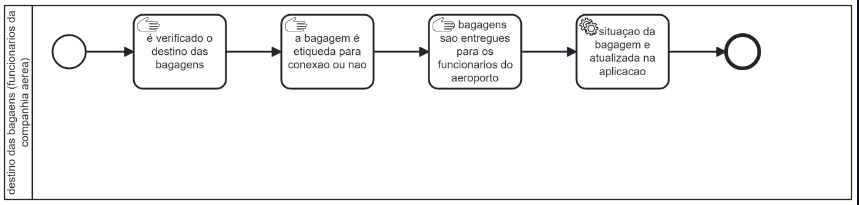 destino das bagaens (funcionarios da
companhia aerea)
é verificado o
destino das
bagagens
a bagagem é
etiqueda para
conexao ou nao
bagagens
sao entregues
para os
funcionarios do
aeroporto
situaçao da
bagagem e
atualizada na
aplicacao